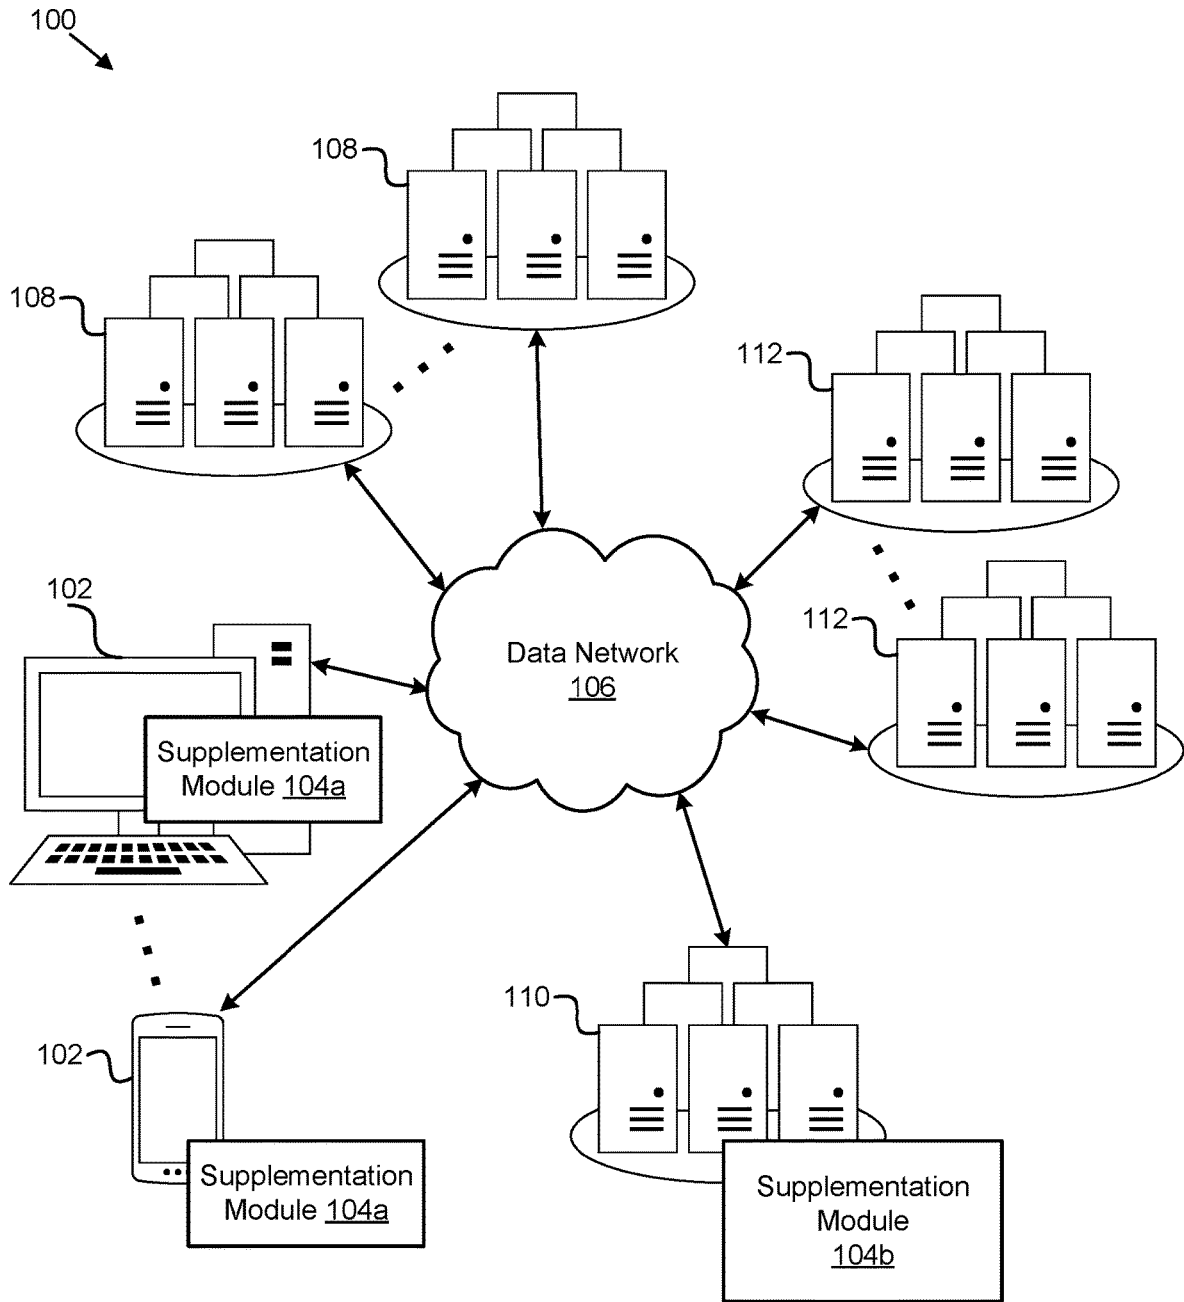 100
108
108
112
102
112
Data Network
106
Supplementation
Module 104a
110
102
Supplementation
Module 104a
Supplementation
Module
104b